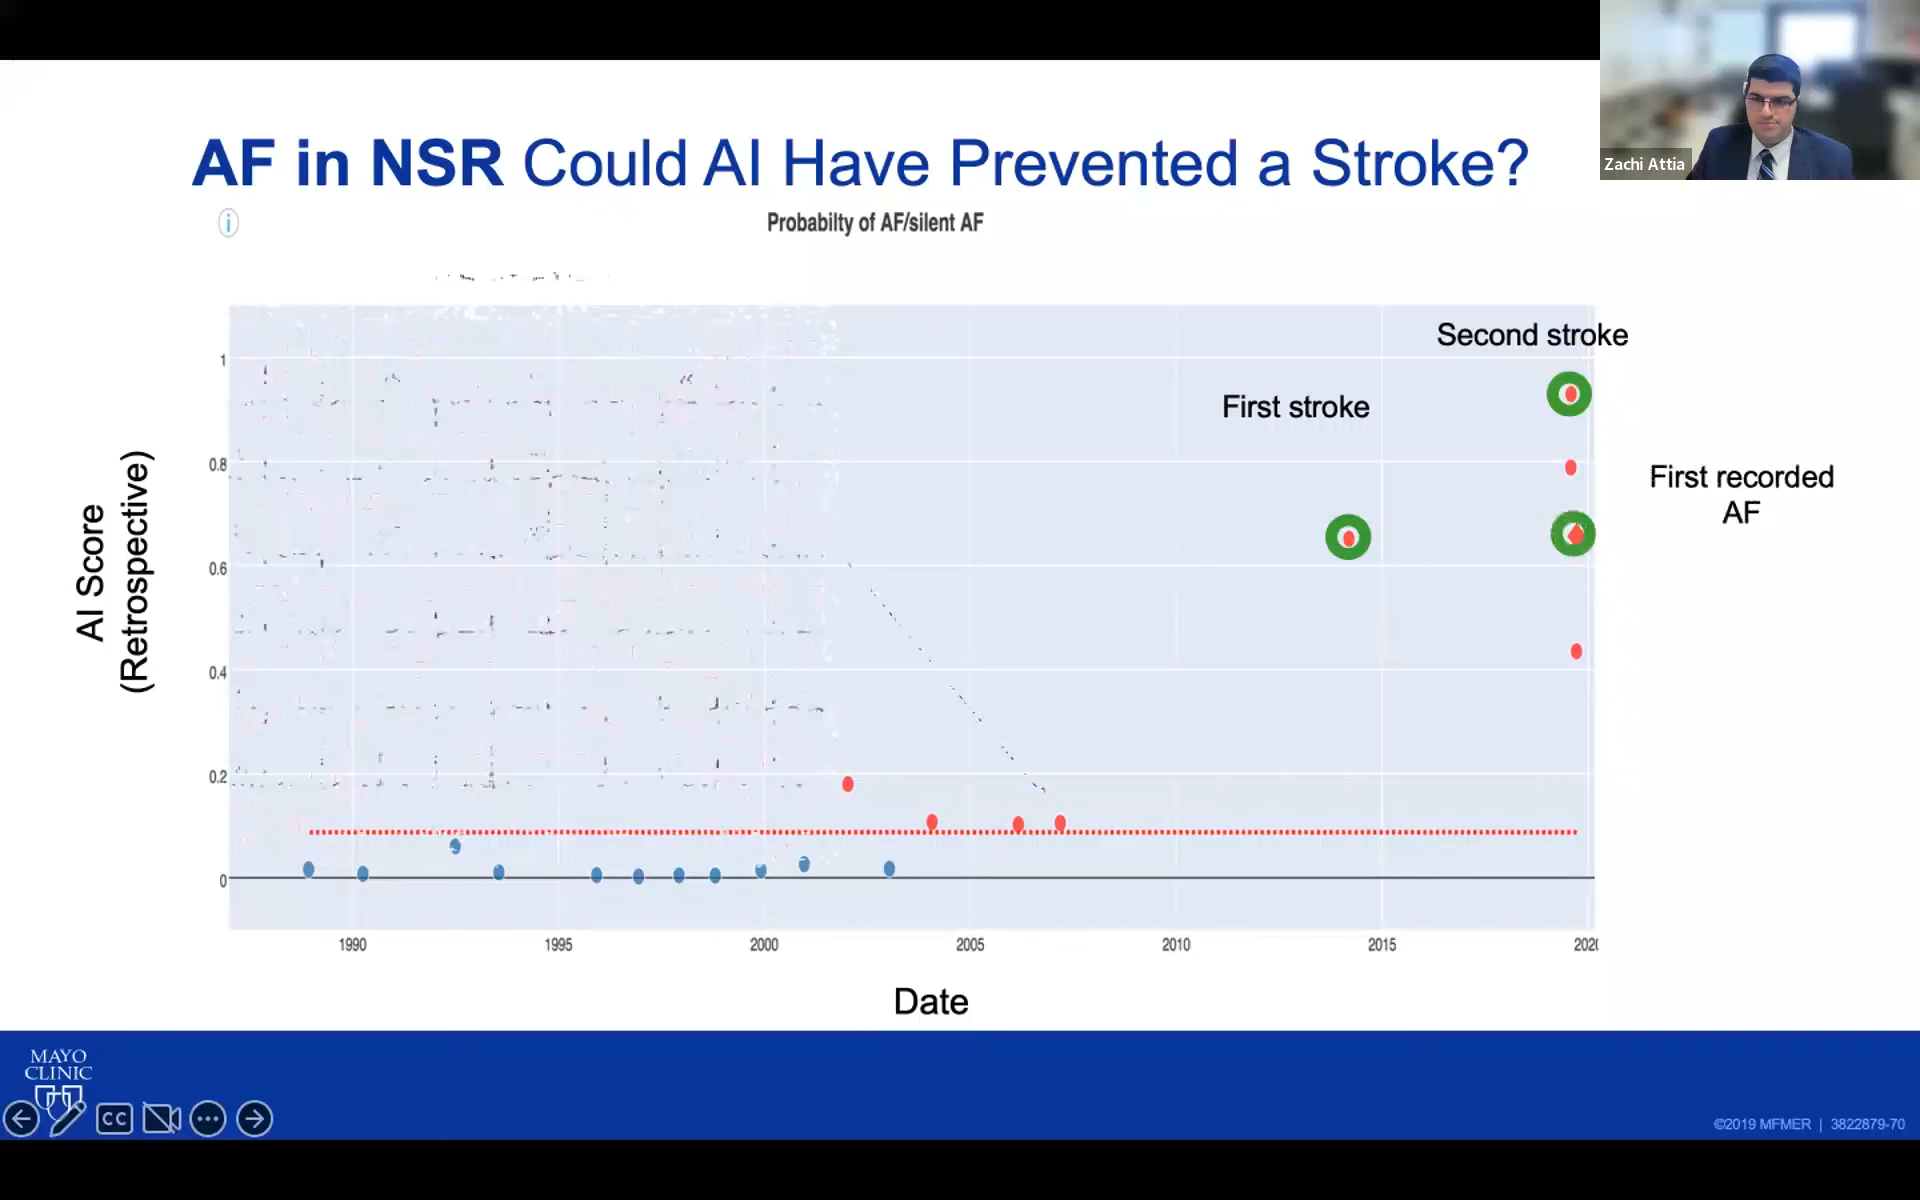 Zachi Attia
AF in NSR Could AI Have Prevented a Stroke?
i
Probabilty of AF/silent AF
Second stroke
First stroke
First recorded
AF
AI Score
(Retrospective)
1
0.8
0.6
0.4
0.2
0
1990
1995
2000
2005
2010
2015
202
Date
MAYO
CLINIC
CC
©2019 MFMER | 3822879-70